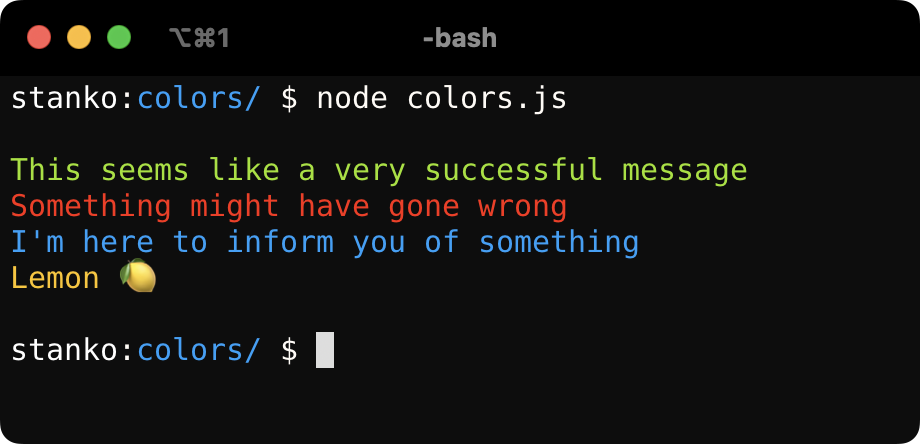 ⌥⌘1 -bash
stanko:colors/ $ node colors.js
This seems like a very successful message
Something might have gone wrong
I'm here to inform you of something
Lemon 🍋
stanko:colors/ $